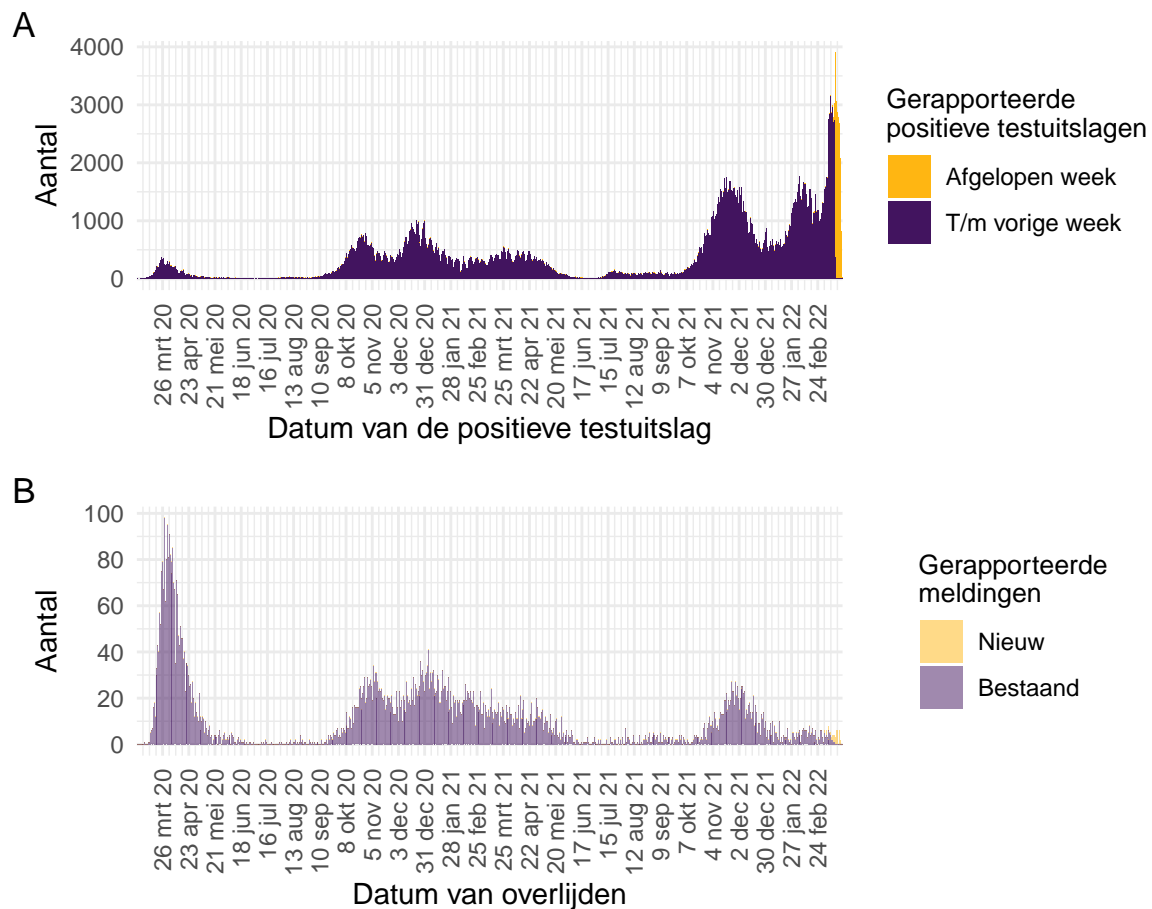 A
4000
3000
2000
1000
0
Aantal
26 mrt 20
23 apr 20
21 mei 20
18 jun 20
16 jul 20
13 aug 20
10 sep 20
8 okt 20
5 nov 20
3 dec 20
31 dec 20
28 jan 21
25 feb 21
25 mrt 21
22 apr 21
20 mei 21
17 jun 21
15 jul 21
12 aug 21
9 sep 21
7 okt 21
4 nov 21
2 dec 21
30 dec 21
27 jan 22
24 feb 22
Datum van de positieve testuitslag
Gerapporteerde
positieve testuitslagen
Afgelopen week
T/m vorige week
B
100
80
60
40
20
0
Aantal
26 mrt 20
23 apr 20
21 mei 20
18 jun 20
16 jul 20
13 aug 20
10 sep 20
8 okt 20
5 nov 20
3 dec 20
31 dec 20
28 jan 21
25 feb 21
25 mrt 21
22 apr 21
20 mei 21
17 jun 21
15 jul 21
12 aug 21
9 sep 21
7 okt 21
4 nov 21
2 dec 21
30 dec 21
27 jan 22
24 feb 22
Datum van overlijden
Gerapporteerde
meldingen
Nieuw
Bestaand